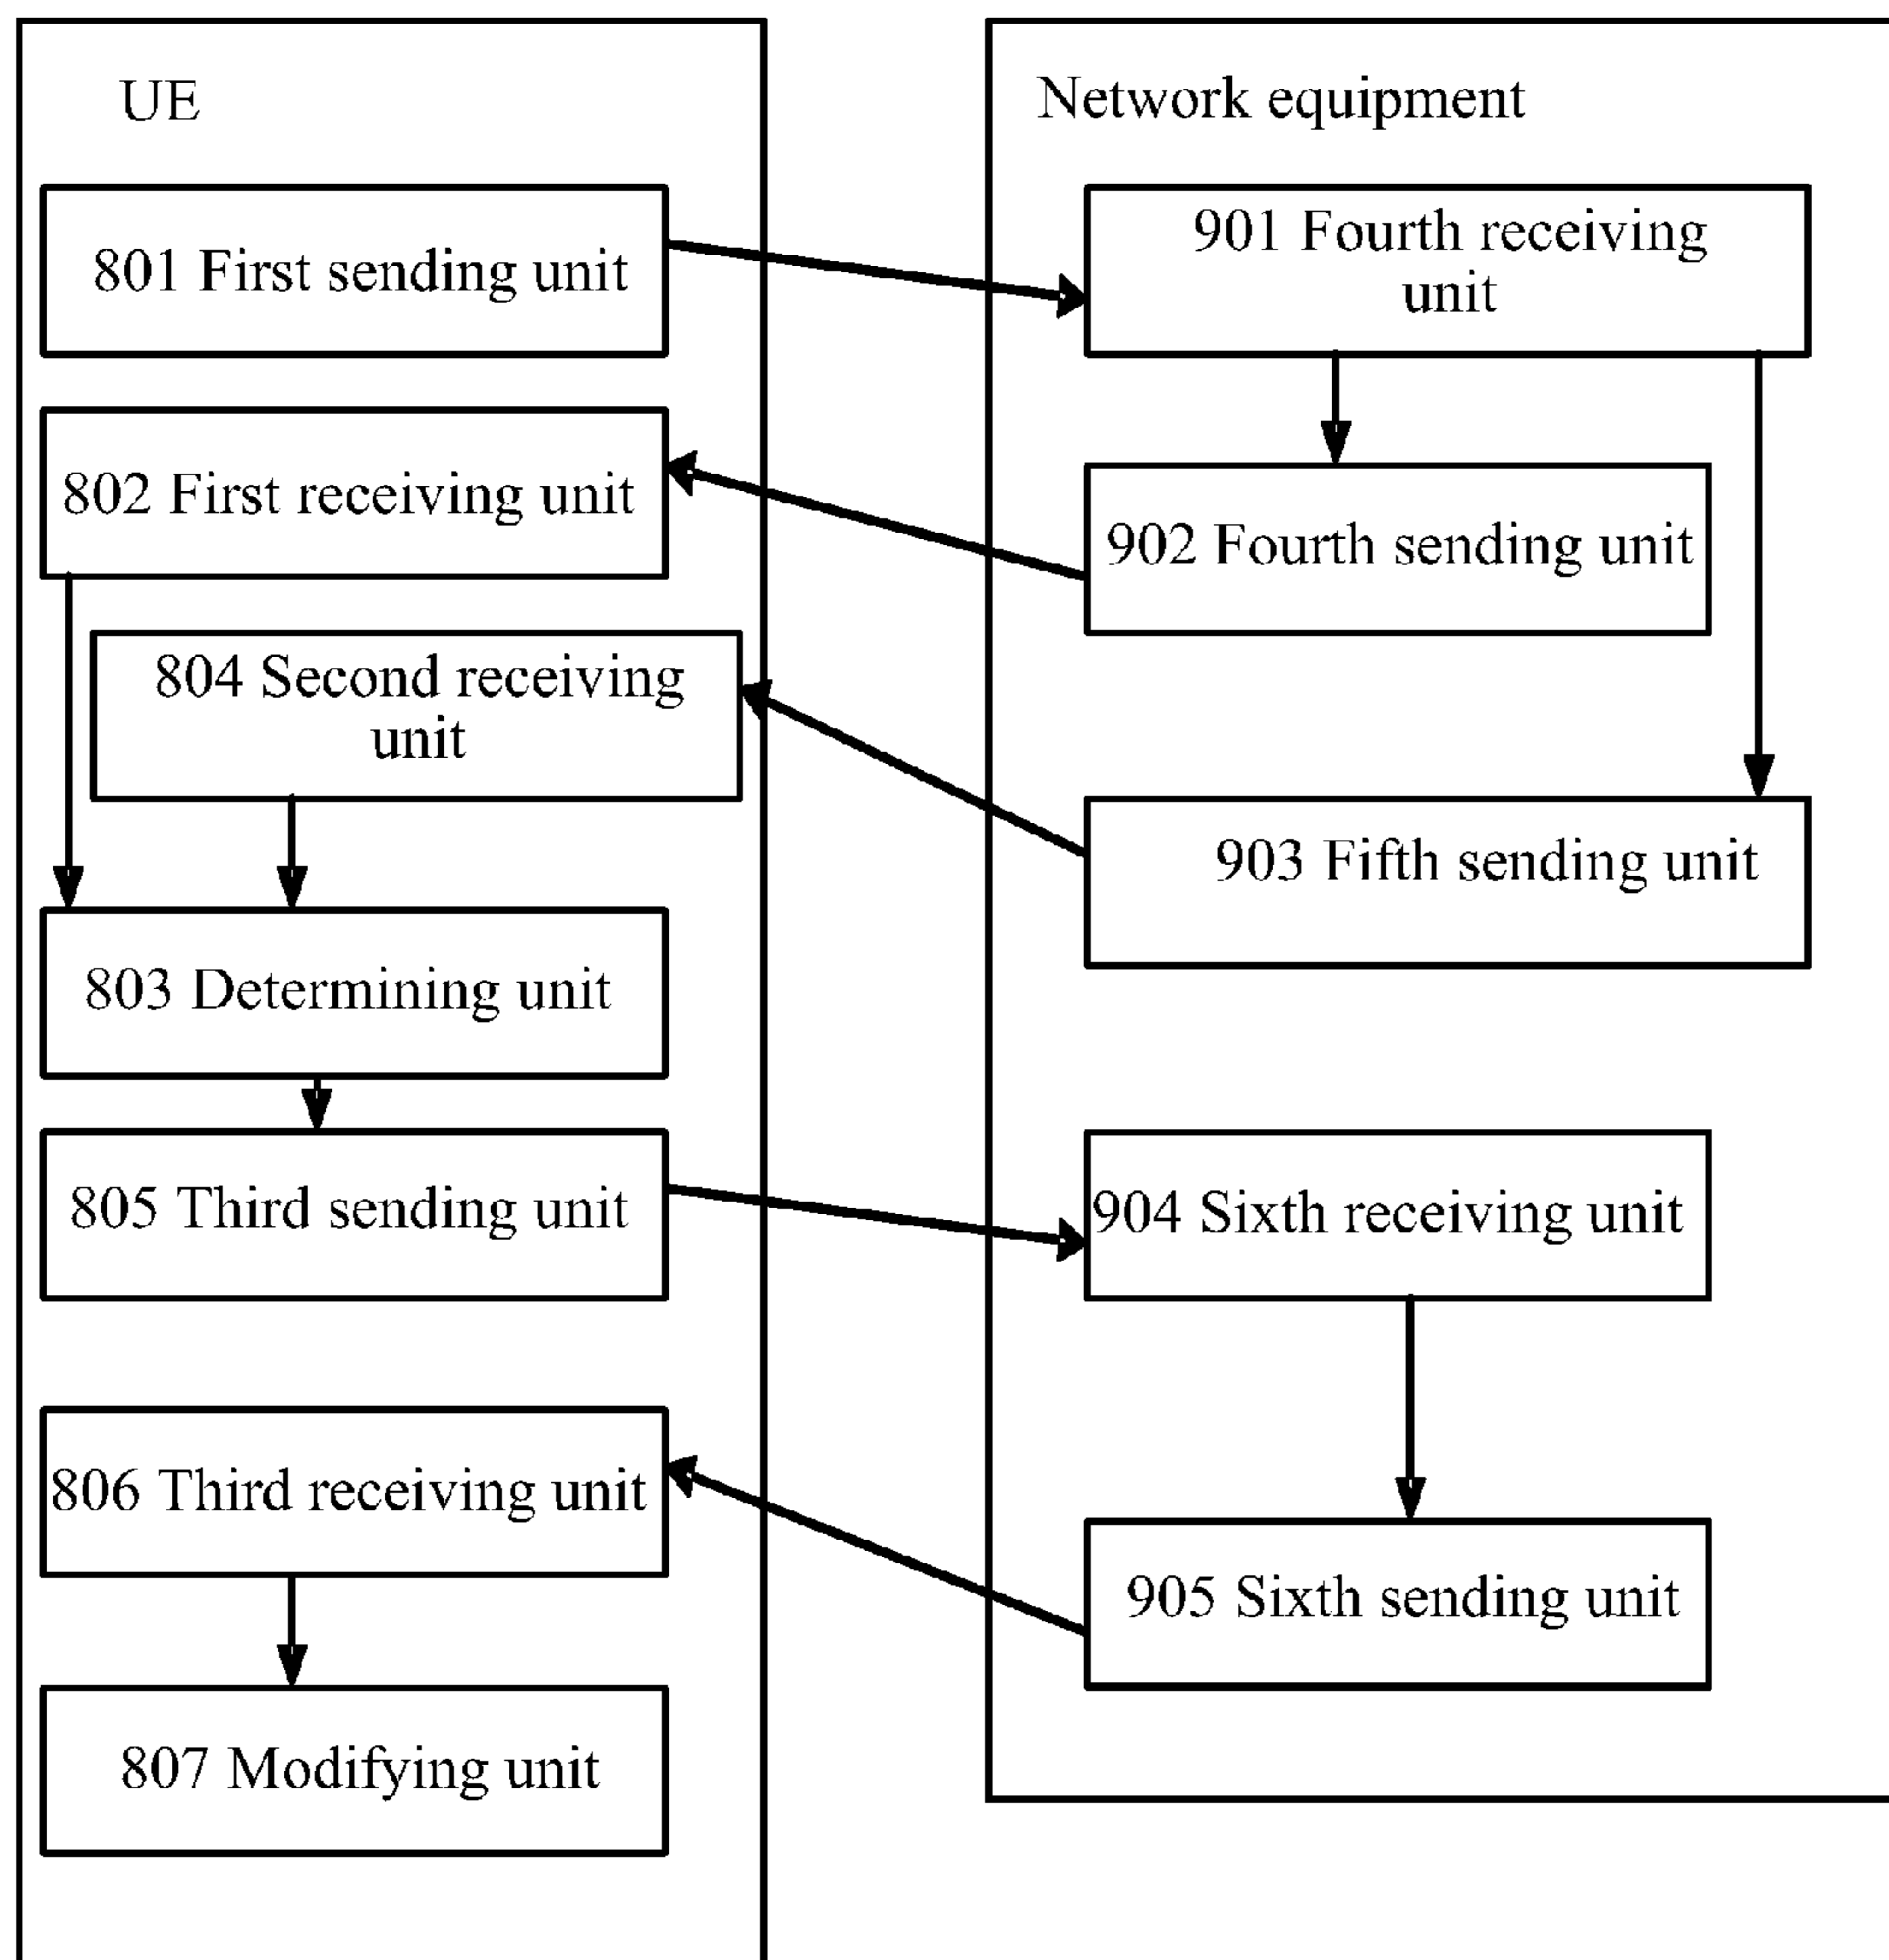 UE
801 First sending unit
802 First receiving unit
804 Second receiving
unit
803 Determining unit
805 Third sending unit
806 Third receiving unit
807 Modifying unit
Network equipment
901 Fourth receiving
unit
902 Fourth sending unit
903 Fifth sending unit
904 Sixth receiving unit
905 Sixth sending unit